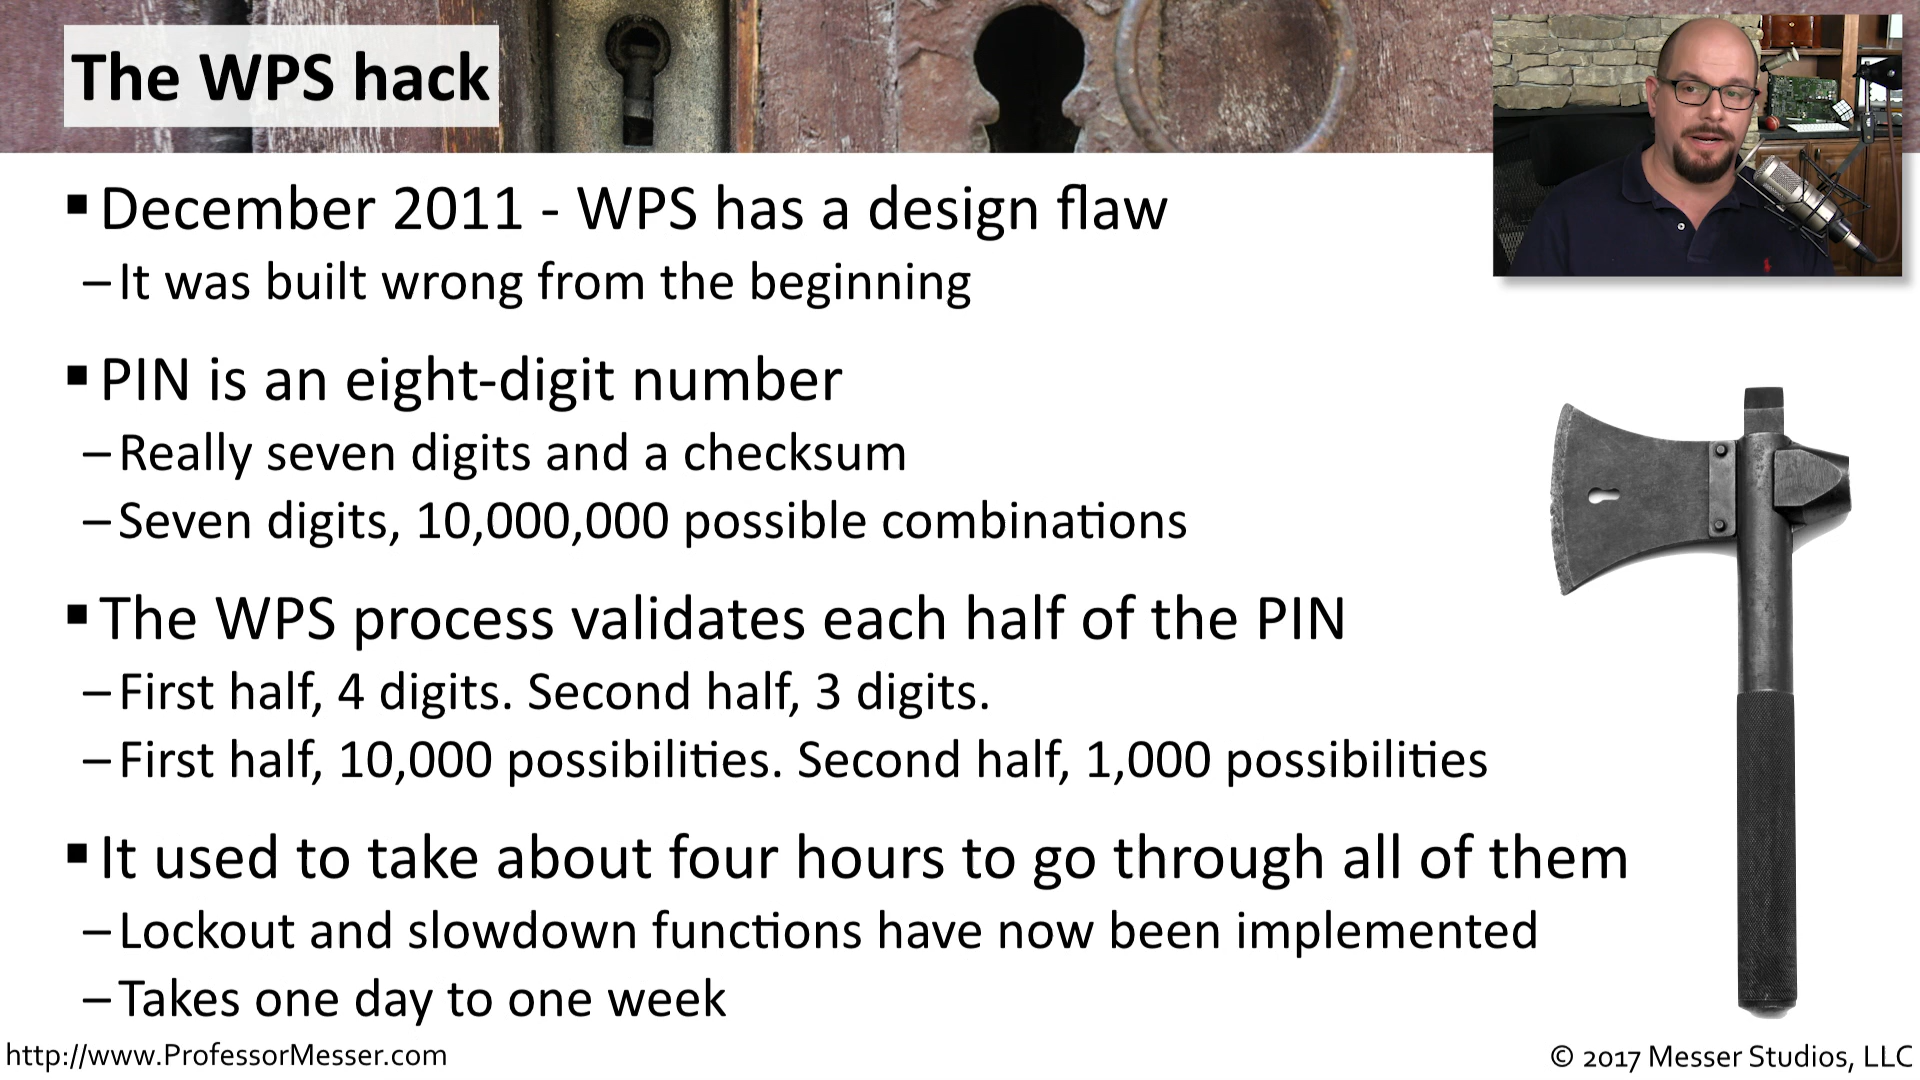 The WPS hack
▪ December 2011 - WPS has a design flaw
– It was built wrong from the beginning
▪ PIN is an eight-digit number
– Really seven digits and a checksum
– Seven digits, 10,000,000 possible combinations
▪ The WPS process validates each half of the PIN
– First half, 4 digits. Second half, 3 digits.
– First half, 10,000 possibilities. Second half, 1,000 possibilities
▪ It used to take about four hours to go through all of them
– Lockout and slowdown functions have now been implemented
– Takes one day to one week
http://www.ProfessorMesser.com
© 2017 Messer Studios, LLC